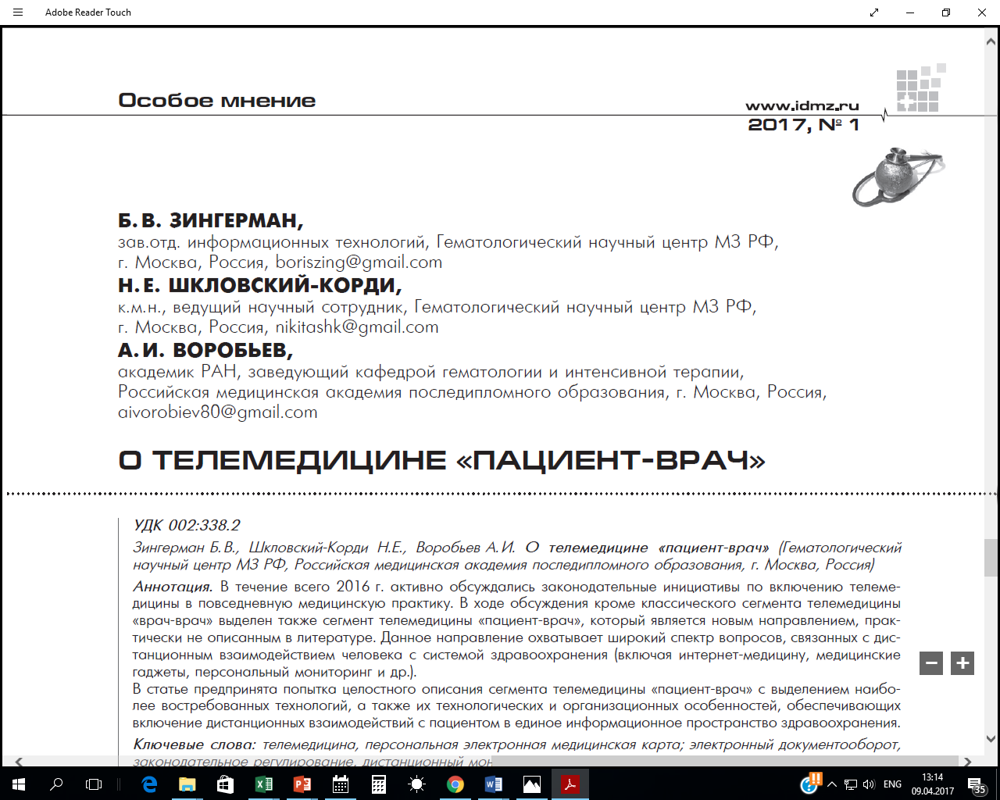 Adobe Reader Touch
Особое мнение
www.idmz.ru
2017, № 1
Б. В. ЗИНГЕРМАН,
зав.отд. информационных технологий, Гематологический научный центр МЗ РФ,
г. Москва, Россия, boriszing@gmail.com
Н. Е. ШКЛОВСКИЙ-КОРДИ,
к.м.н., ведущий научный сотрудник, Гематологический научный центр МЗ РФ,
г. Москва, Россия, nikitashk@gmail.com
А. И. ВОРОБЬЕВ,
академик РАН, заведующий кафедрой гематологии и интенсивной терапии,
Российская медицинская академия последипломного образования, г. Москва, Россия,
aivorobiev80@gmail.com
О ТЕЛЕМЕДИЦИНЕ «ПАЦИЕНТ-ВРАЧ»
УДК 002:338.2
Зингерман Б. В., Шкловский-Корди Н.Е., Воробьев А. И. О телемедицине «пациент-врач» (Гематологический
научный центр МЗ РФ, Российская медицинская академия последипломного образования, г. Москва, Россия)
Аннотация. В течение всего 2016 г. активно обсуждались законодательные инициативы по включению телеме-
дицины в повседневную медицинскую практику. В ходе обсуждения кроме классического сегмента телемедицины
«врач-врач» выделен также сегмент телемедицины «пациент-врач», который является новым направлением, прак-
тически не описанным в литературе. Данное направление охватывает широкий спектр вопросов, связанных с дис-
танционным взаимодействием человека с системой здравоохранения (включая интернет-медицину, медицинские
гаджеты, персональный мониторинг и др.).
В статье предпринята попытка целостного описания сегмента телемедицины «пациент-врач» с выделением наибо-
лее востребованных технологий, а также их технологических и организационных особенностей, обеспечивающих
включение дистанционных взаимодействий с пациентом в единое информационное пространство здравоохранения.
Ключевые слова: телемедицина, персональная электронная медицинская карта; электронный документооборот,
законодательное регулирование, дистанционный мон
ENG
13:14
09.04.2017
35